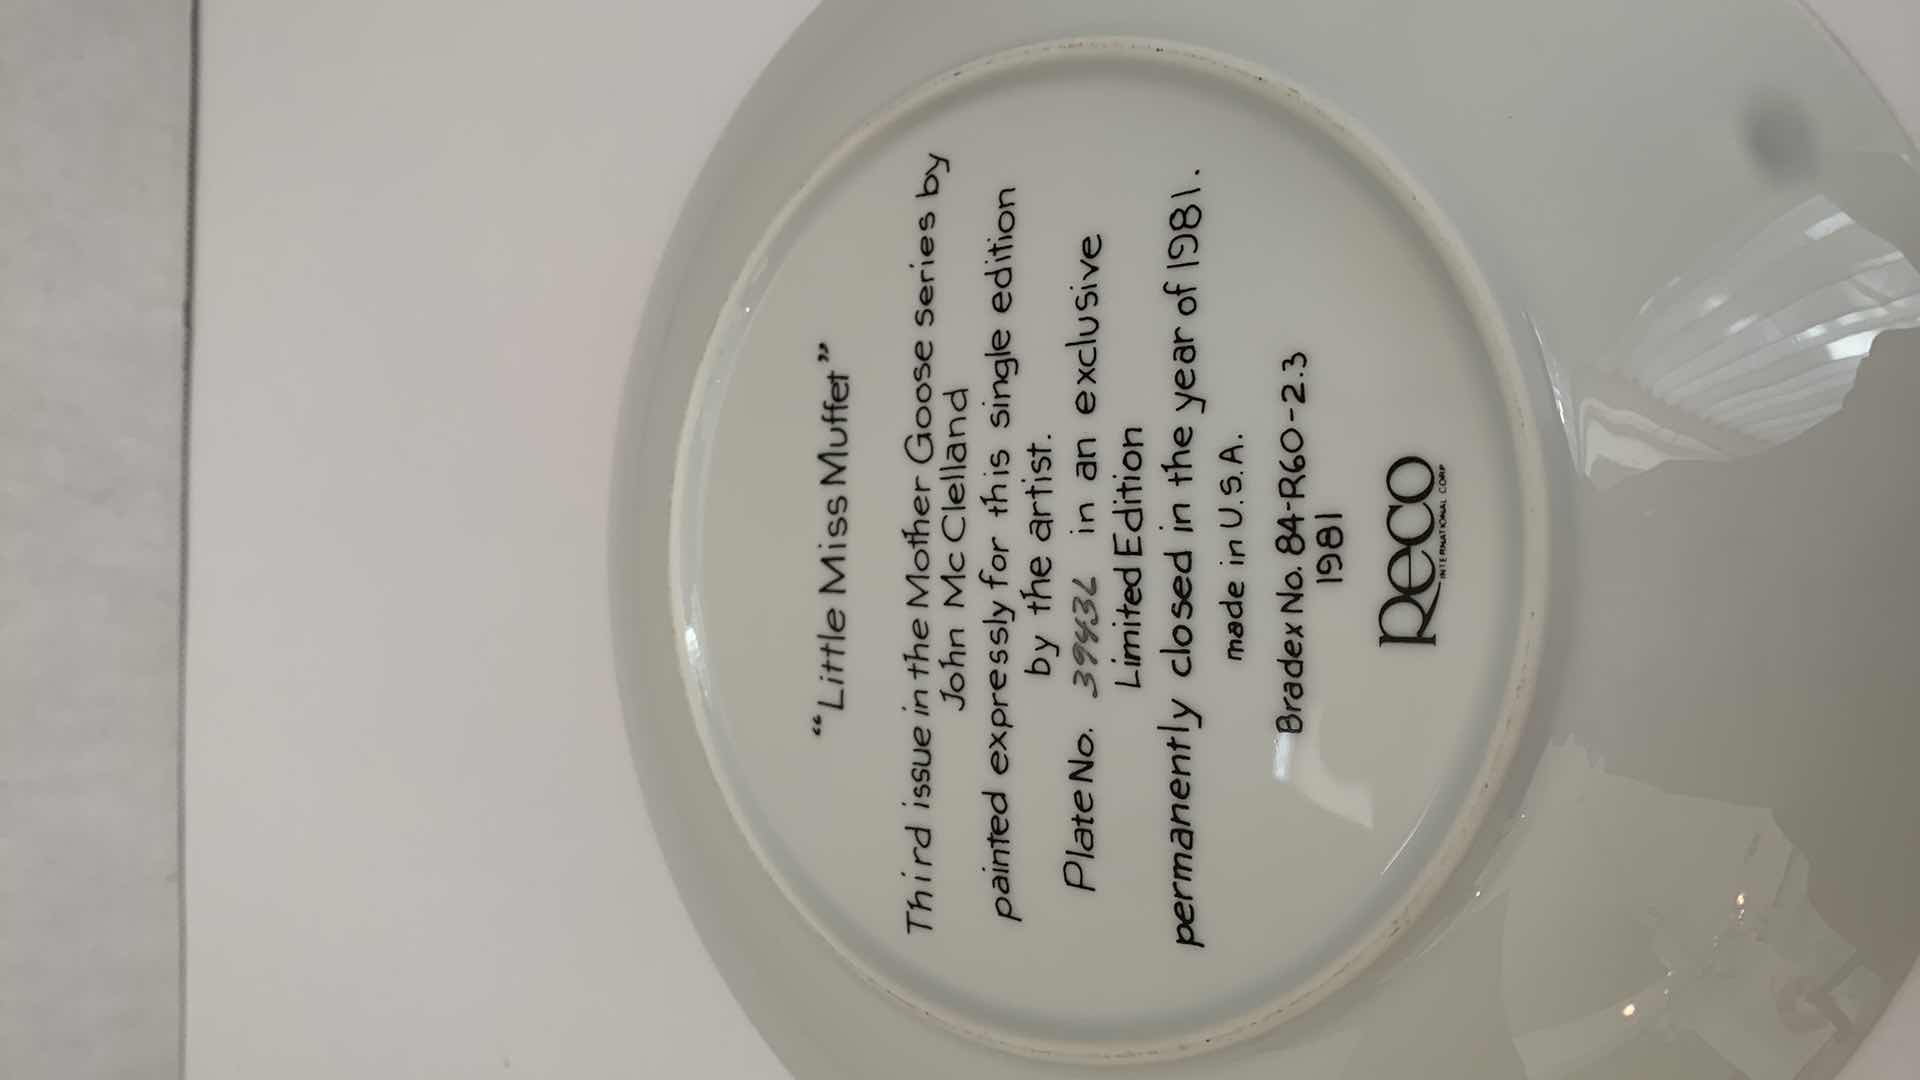 "Little Miss Muffet"
Third issue in the Mother Goose series by
John McClelland
painted expressly for this single edition
by the artist.
Plate No. in an exclusive
Limited Edition
permanently closed in the year of 1981.
made in U.S.A.
Bradex No. 84-R60-2.3
1981
Reco
INTERNATIONAL CORP